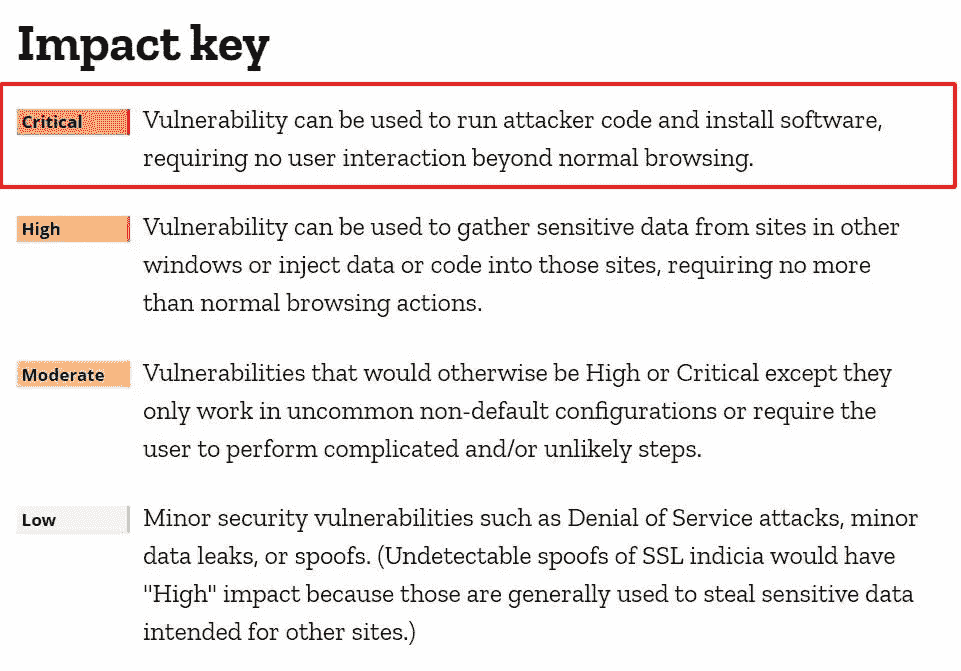 Impact key
Critical Vulnerability can be used to run attacker code and install software,
requiring no user interaction beyond normal browsing.
High Vulnerability can be used to gather sensitive data from sites in other
windows or inject data or code into those sites, requiring no more
than normal browsing actions.
Moderate Vulnerabilities that would otherwise be High or Critical except they
only work in uncommon non-default configurations or require the
user to perform complicated and/or unlikely steps.
Low Minor security vulnerabilities such as Denial of Service attacks, minor
data leaks, or spoofs. (Undetectable spoofs of SSL indicia would have
"High" impact because those are generally used to steal sensitive data
intended for other sites.)